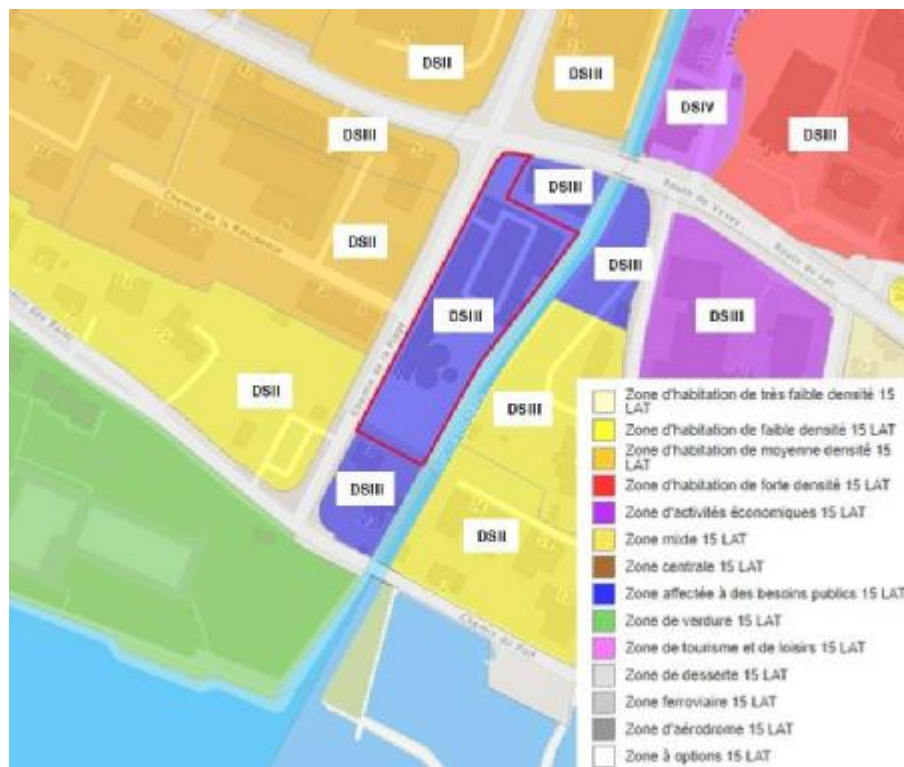 DSII
DSIII
DSIV
DSIII
DSIII
DSIII
DSII
DSIII
Chemin de la Résidence
Route de
Route de Lac
DSIII
DSIII
DSII
Chemin de la Plage
DSIII
DSIII
DSII
Chemin du Port
Zone d'habitation de très faible densité 15
LAT
Zone d'habitation de faible densité 15 LAT
Zone d'habitation de moyenne densité 15
LAT
Zone d'habitation de forte densité 15 LAT
Zone d'activités économiques 15 LAT
Zone mixte 15 LAT
Zone centrale 15 LAT
Zone affectée à des besoins publics 15 LAT
Zone de verdure 15 LAT
Zone de tourisme et de loisirs 15 LAT
Zone de desserte 15 LAT
Zone ferroviaire 15 LAT
Zone d'aérodrome 15 LAT
Zone à options 15 LAT